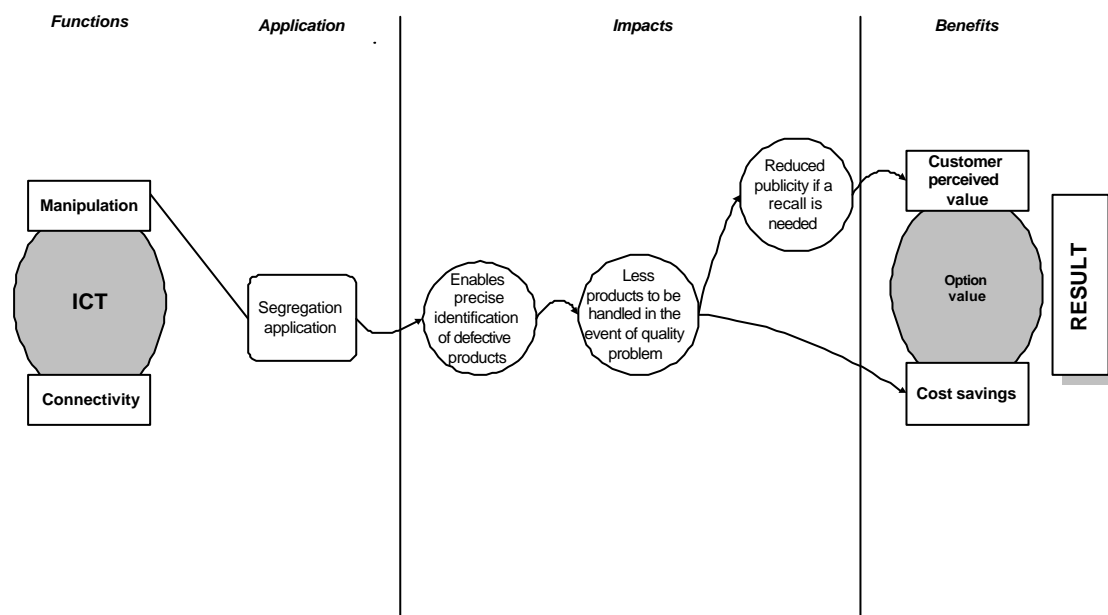 Functions
Application
Impacts
Benefits
Manipulation
ICT
Connectivity
Segregation
application
Enables
precise
identification
of defective
products
Less
products to be
handled in the
event of quality
problem
Reduced
publicity if a
recall is
needed
Customer
perceived
value
Option
value
Cost savings
RESULT